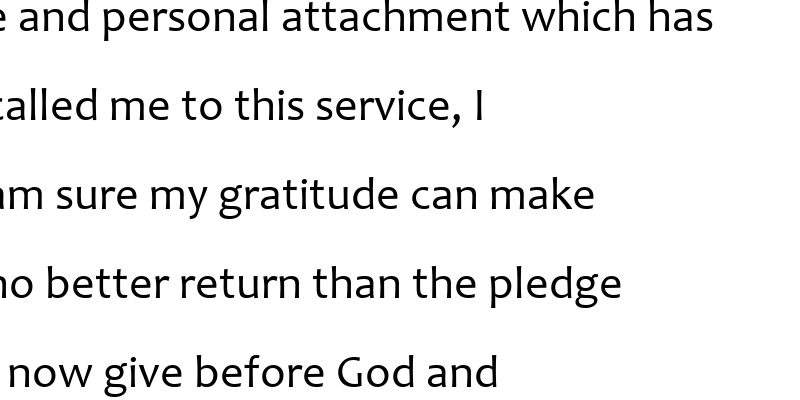 and personal attachment which has
called me to this service, I
am sure my gratitude can make
no better return than the pledge
now give before God and